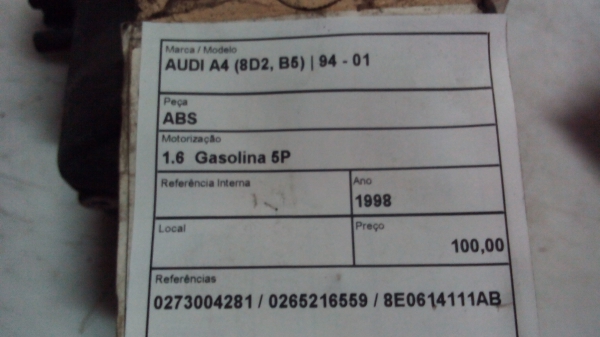 Marca / Modelo
AUDI A4 (8D2, B5) | 94 - 01
Peça
ABS
Motorização
1.6 Gasolina 5P
Referência Interna
Ano
1998
Local
Preço
100,00
Referências
0273004281 / 0265216559 / 8E0614111AB